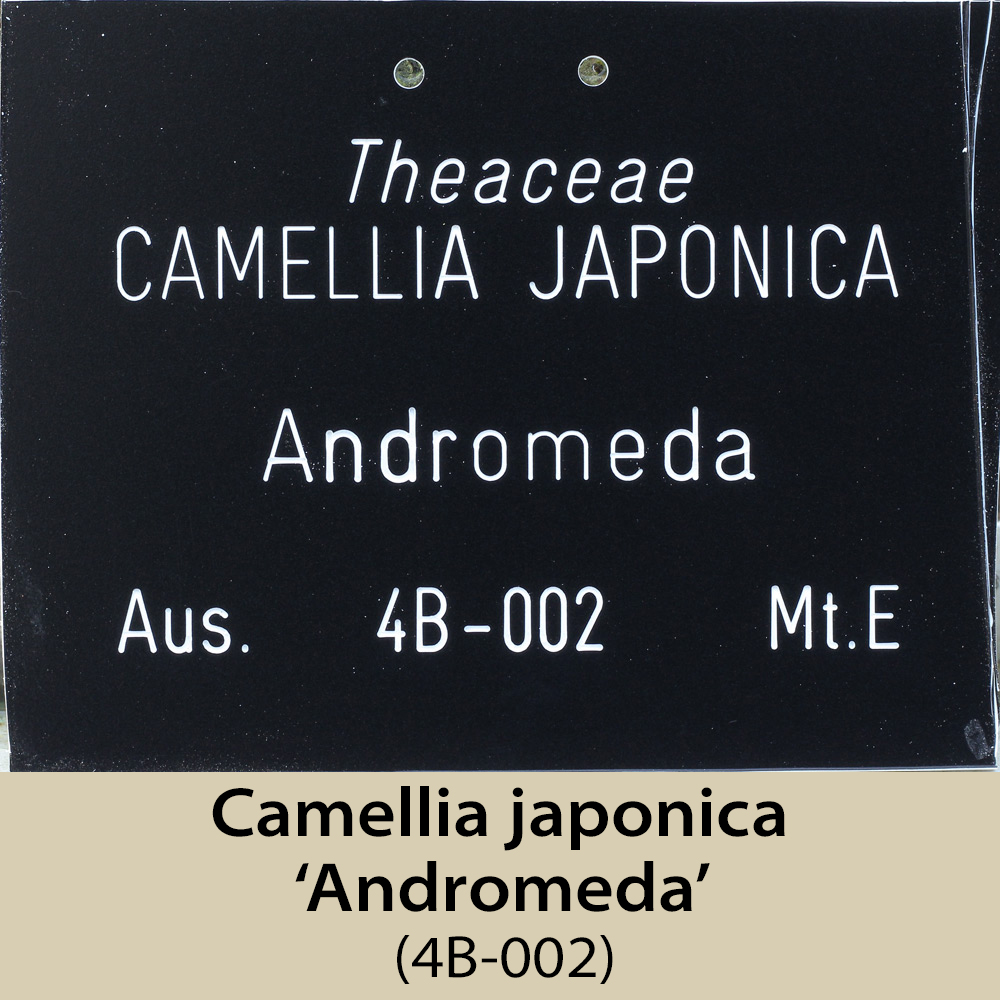 Theaceae
CAMELLIA JAPONICA
Andromeda
Aus. 4B-002 Mt.E
Camellia japonica
‘Andromeda’
(4B-002)